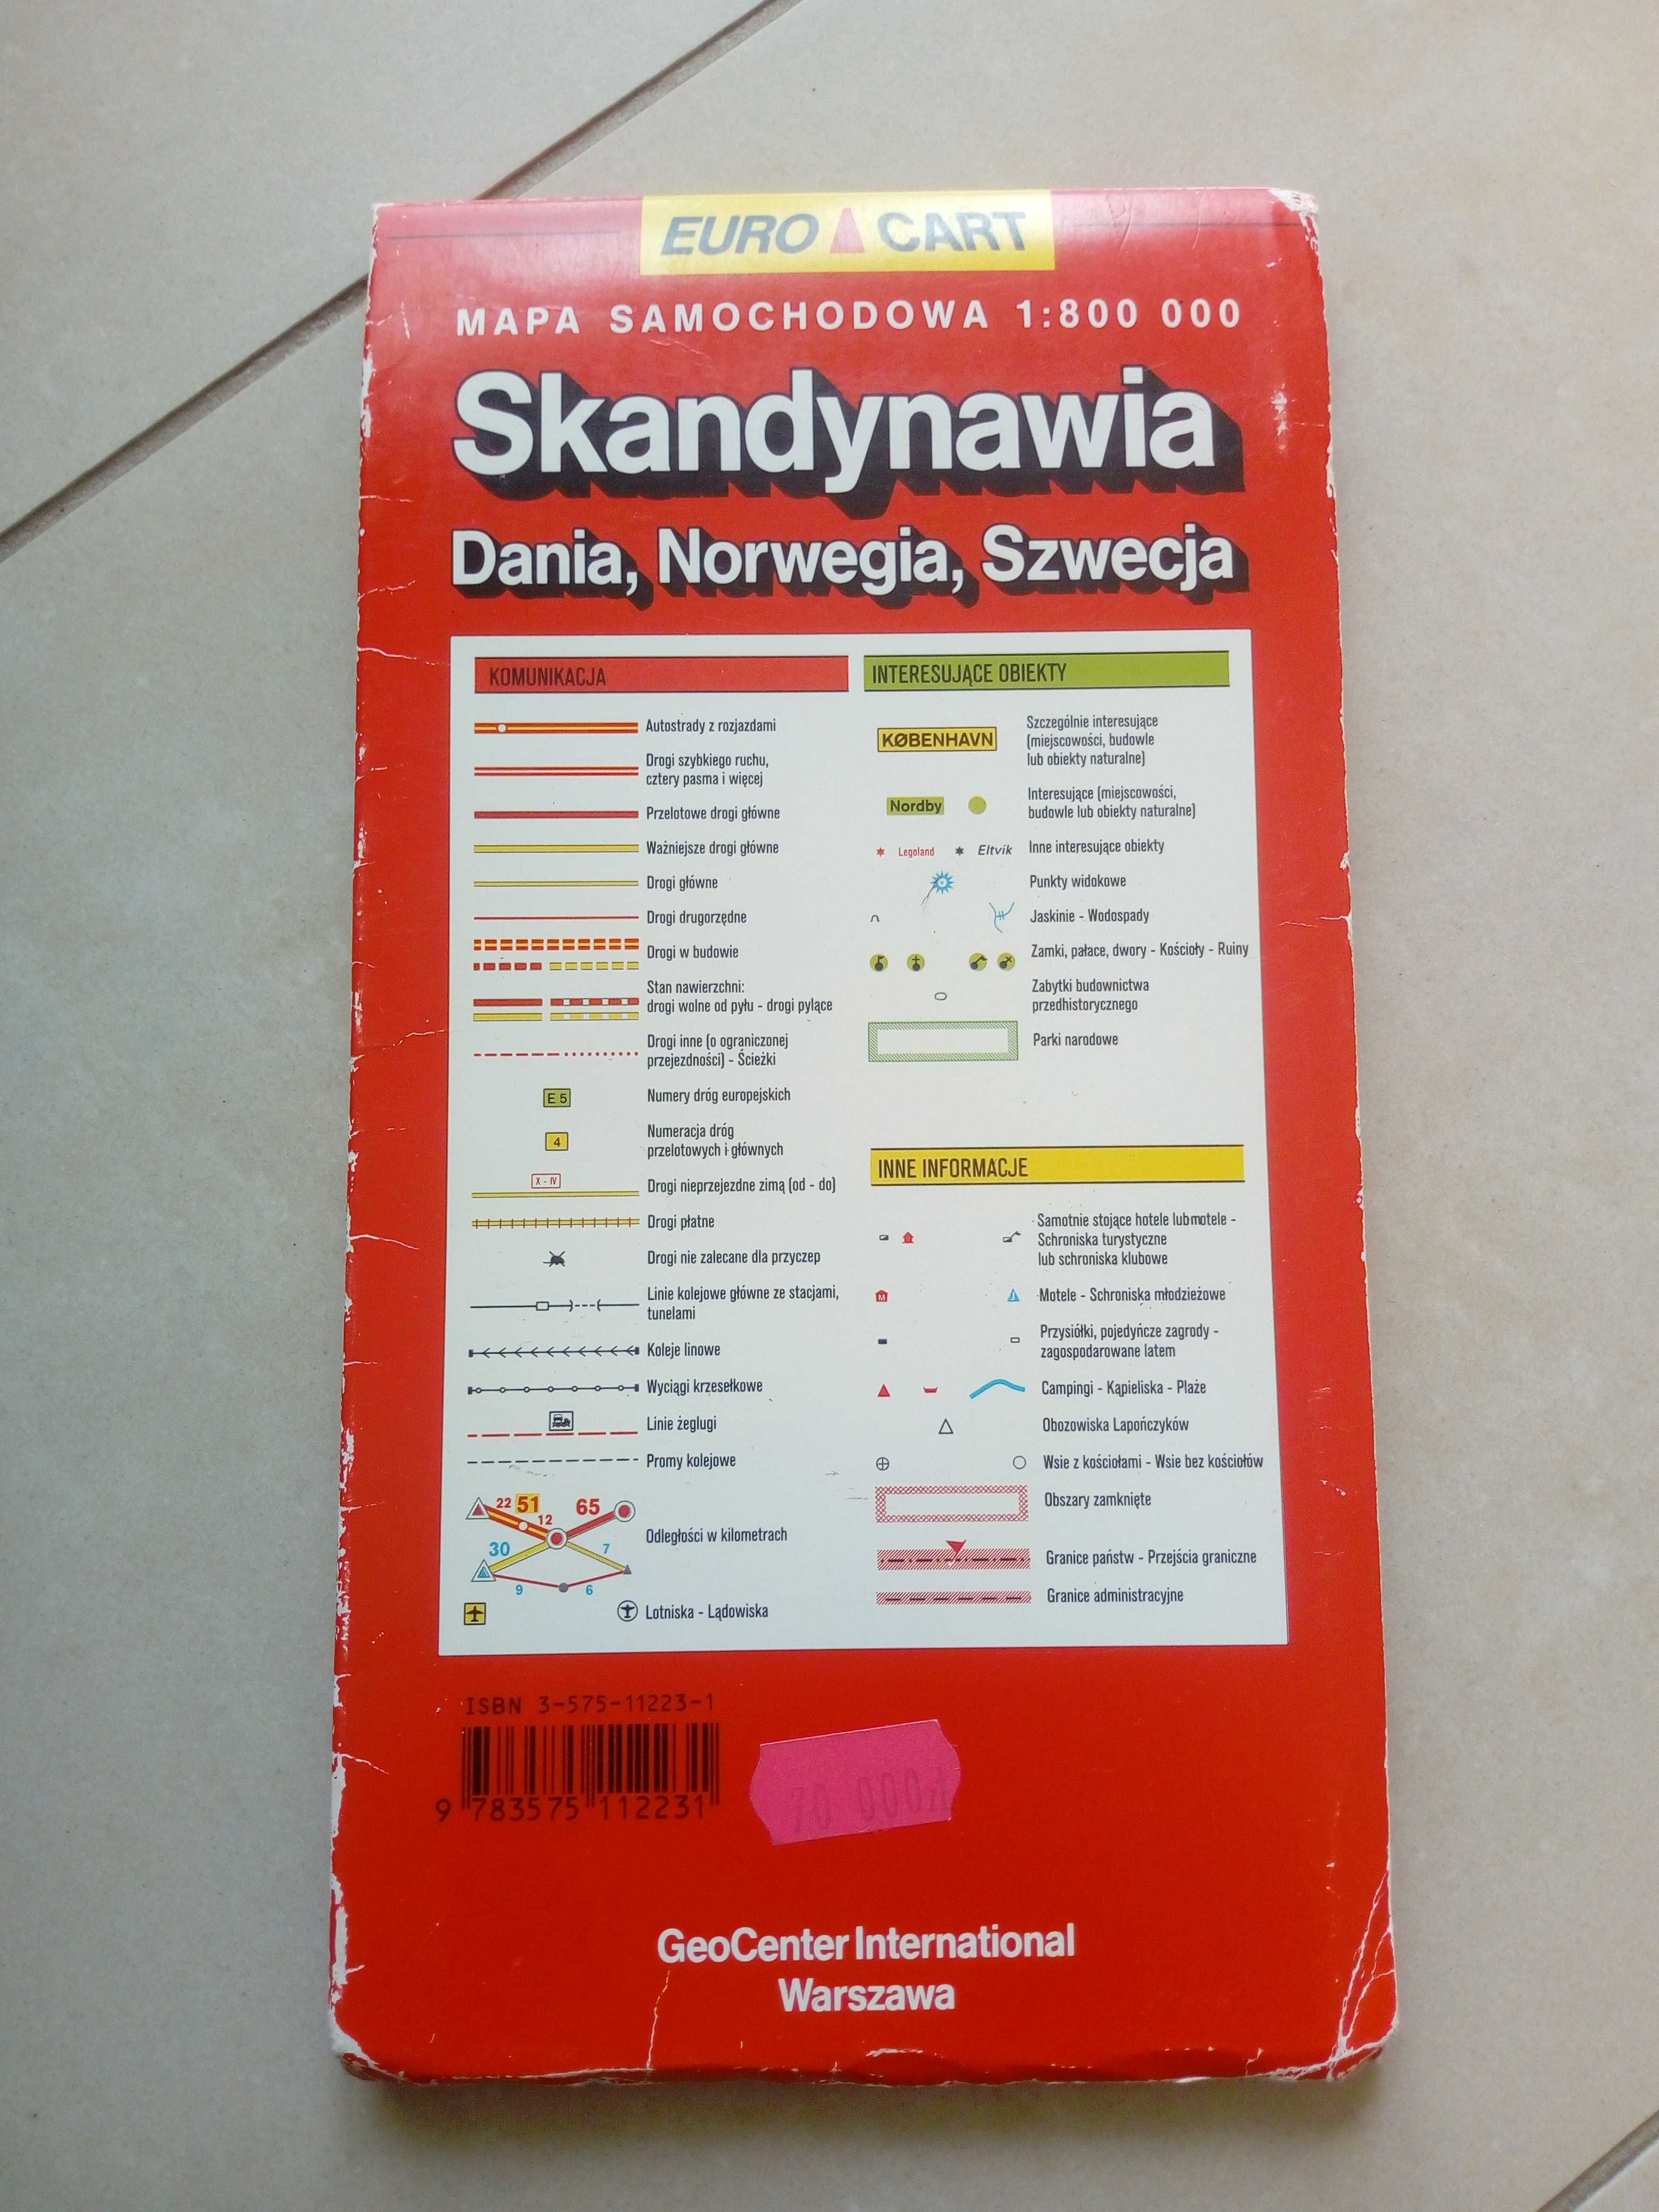 EURO CART
MAPA SAMOCHODOWA 1:800 000
Skandynawia
Dania, Norwegia, Szwecja
KOMUNIKACJA
Autostrady z rozjazdami
Drogi szybkiego ruchu,
cztery pasma i więcej
Przelotowe drogi główne
Ważniejsze drogi główne
Drogi główne
Drogi drugorzędne
Drogi w budowie
Stan nawierzchni:
drogi wolne od pyłu - drogi pylące
Drogi inne (o ograniczonej
przejezdności) - Ścieżki
E 5
Numery dróg europejskich
4
Numeracja dróg
przelotowych i głównych
X - IV
Drogi nieprzejezdne zimą (od - do)
Drogi płatne
Drogi nie zalecane dla przyczep
Linie kolejowe główne ze stacjami,
tunelami
Koleje linowe
Wyciągi krzesełkowe
Linie żeglugi
Promy kolejowe
22 51 12 65
30 7
9 6
Odległości w kilometrach
Lotniska - Lądowiska
INTERESUJĄCE OBIEKTY
KØBENHAVN
Szczególnie interesujące
(miejscowości, budowle
lub obiekty naturalne)
Nordby
Interesujące (miejscowości,
budowle lub obiekty naturalne)
Legoland Eltvik Inne interesujące obiekty
Punkty widokowe
Jaskinie - Wodospady
Zamki, pałace, dwory - Kościoły - Ruiny
Zabytki budownictwa
przedhistorycznego
Parki narodowe
INNE INFORMACJE
Samotnie stojące hotele lub motele -
Schroniska turystyczne
lub schroniska klubowe
M
Motele - Schroniska młodzieżowe
Przysiółki, pojedyńcze zagrody -
zagospodarowane latem
Campingi - Kąpieliska - Plaże
Obozowiska Lapończyków
Wsie z kościołami - Wsie bez kościołów
Obszary zamknięte
Granice państw - Przejścia graniczne
Granice administracyjne
ISBN 3-575-11223-1
9 783575 112231
70 000zł
GeoCenter International
Warszawa